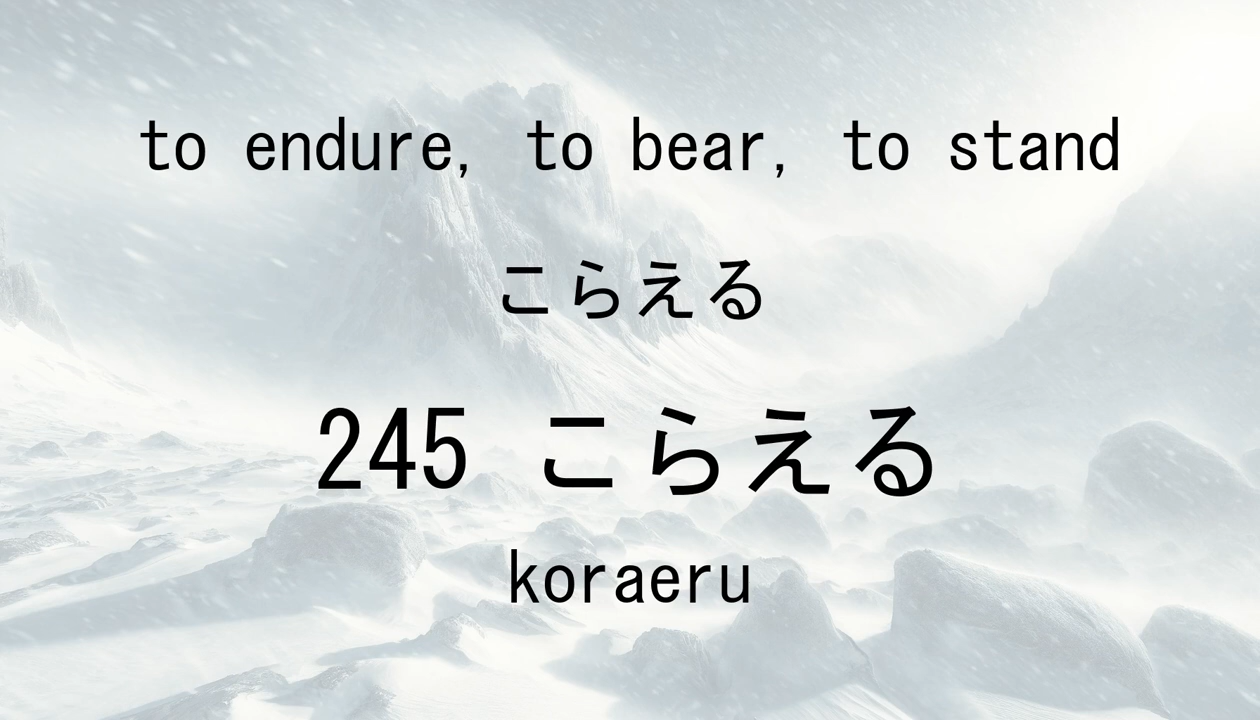 to endure, to bear, to stand
こらえる
245 こらえる
koraeru